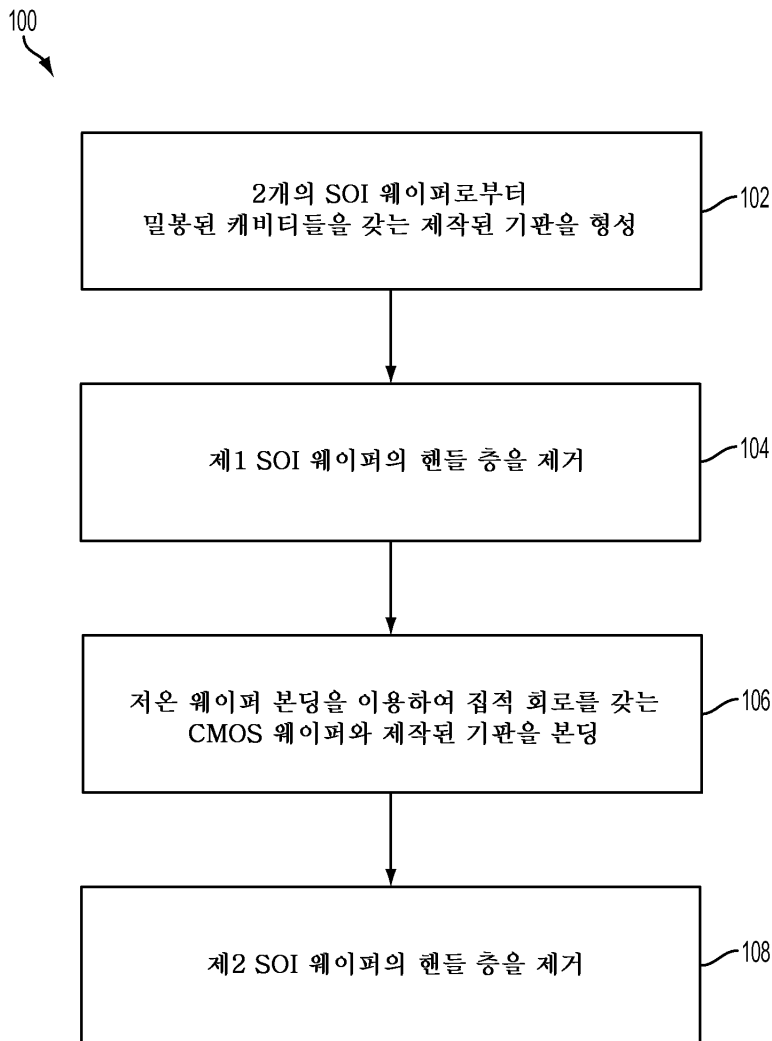 100
2개의 SOI 웨이퍼로부터
밀봉된 캐비티들을 갖는 제작된 기판을 형성
102
제1 SOI 웨이퍼의 핸들 층을 제거
104
저온 웨이퍼 본딩을 이용하여 집적 회로를 갖는
CMOS 웨이퍼와 제작된 기판을 본딩
106
제2 SOI 웨이퍼의 핸들 층을 제거
108